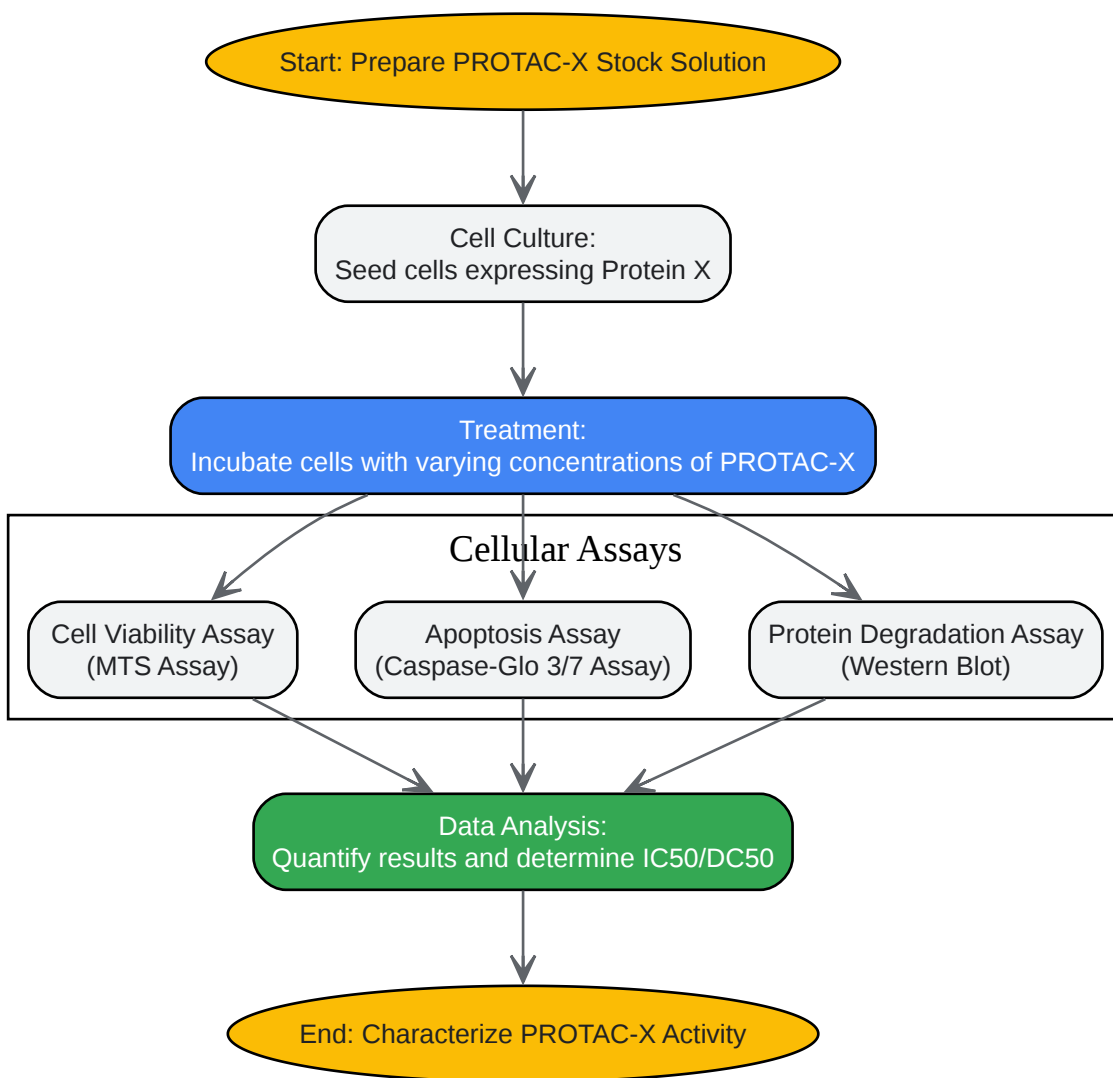 Start: Prepare PROTAC-X Stock Solution
Cell Culture:
Seed cells expressing Protein X
Treatment:
Incubate cells with varying concentrations of PROTAC-X
Cellular Assays
Cell Viability Assay
(MTS Assay)
Apoptosis Assay
(Caspase-Glo 3/7 Assay)
Protein Degradation Assay
(Western Blot)
Data Analysis:
Quantify results and determine IC50/DC50
End: Characterize PROTAC-X Activity